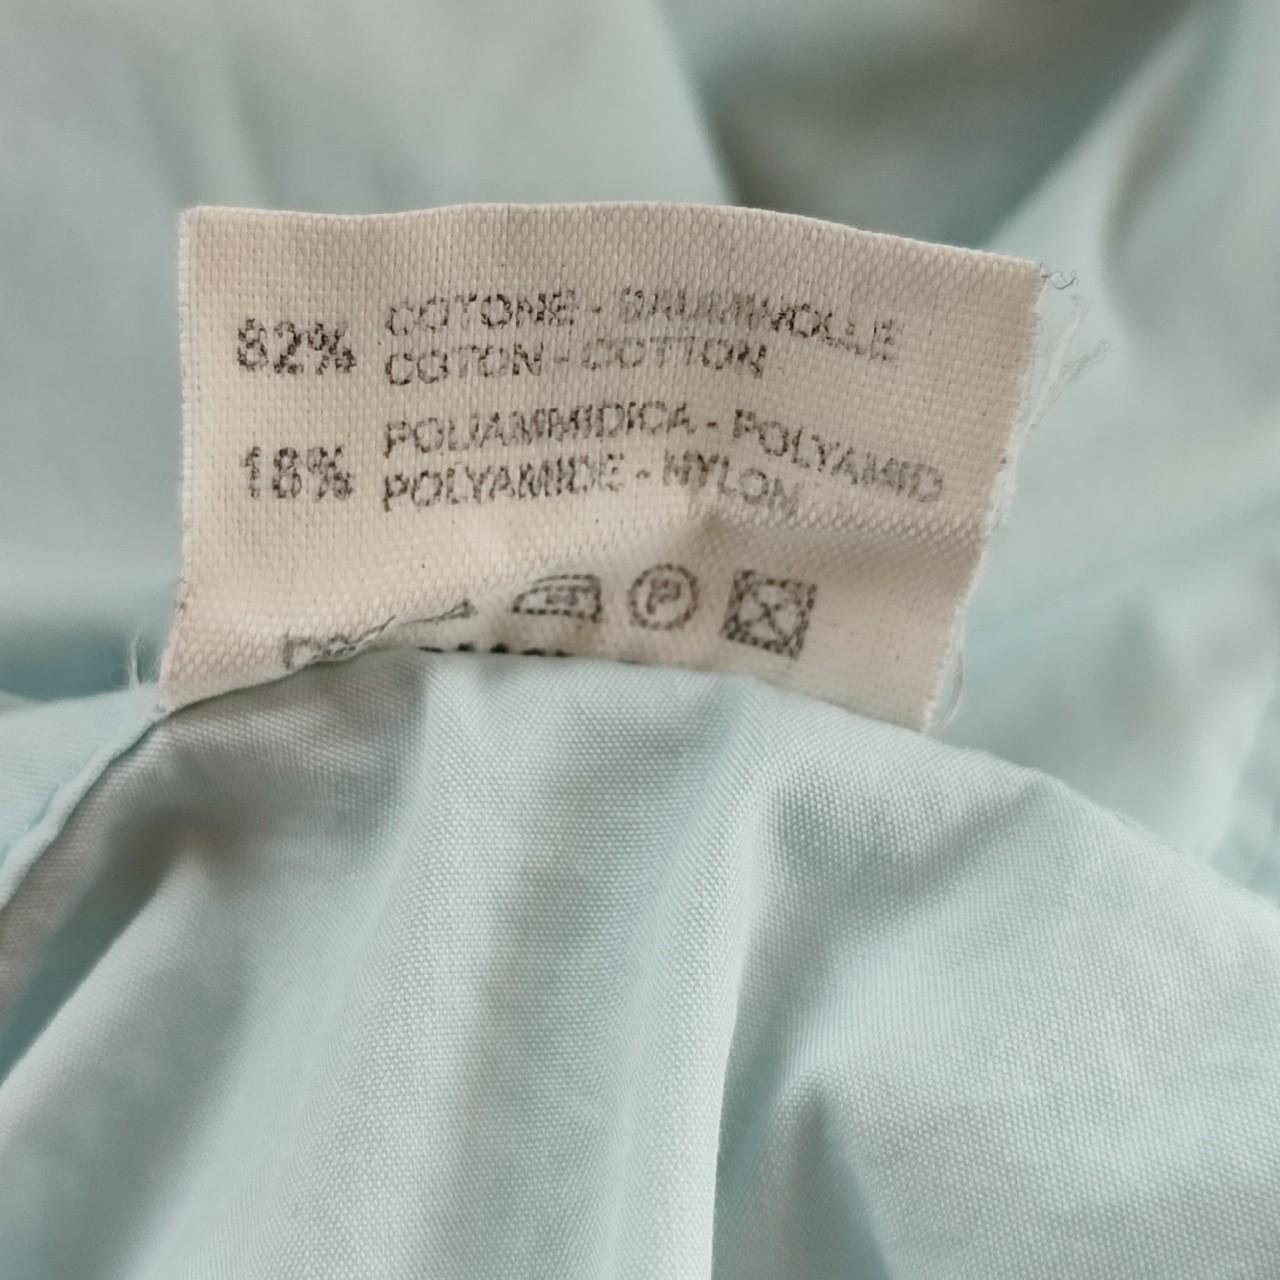 82% COTONE - BAUMWOLLE
COTON - COTTON
18% POLIAMMIDICA - POLYAMID
POLYAMIDE - NYLON
P